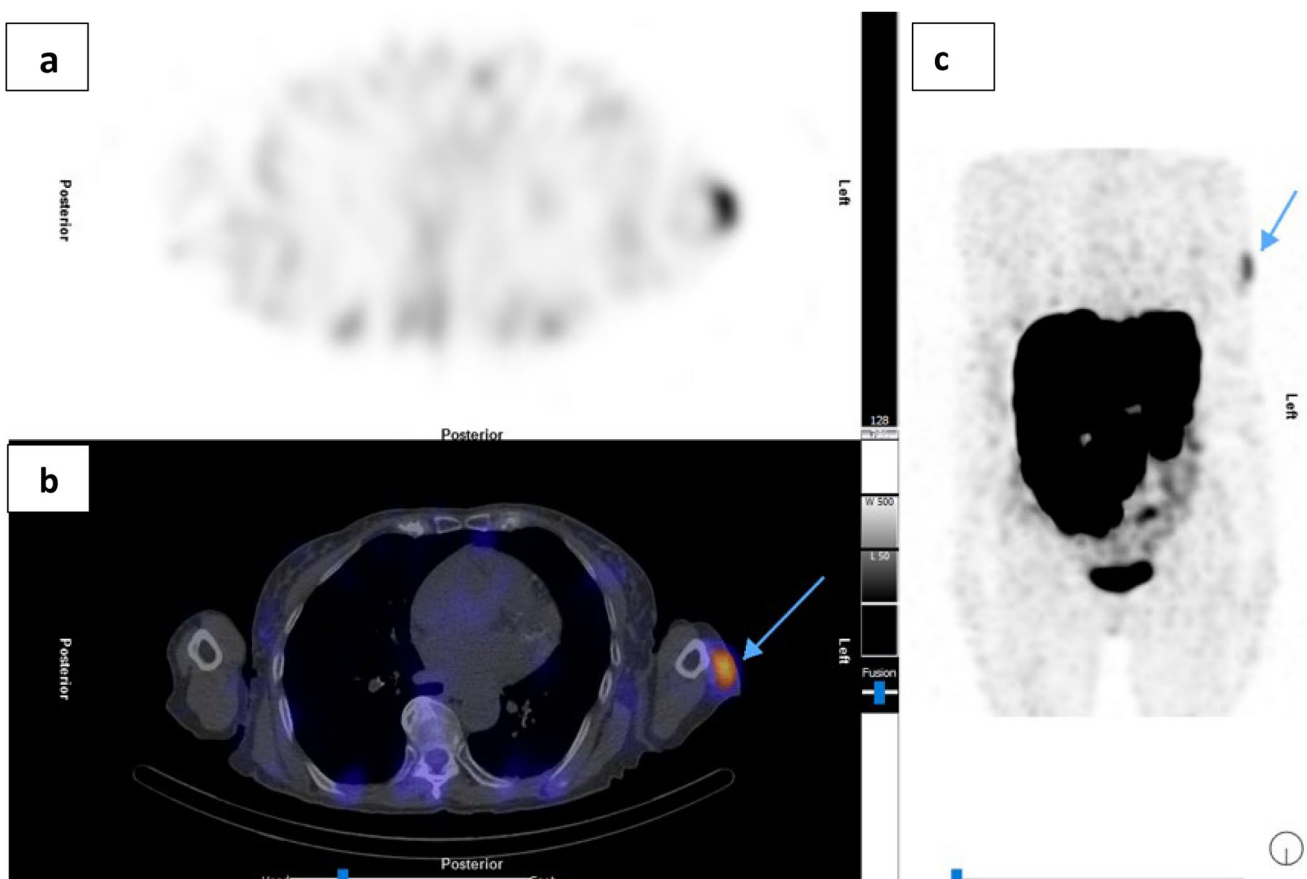 a
Posterior
Left
Posterior
128
b
W 500
L 50
Posterior
Left
Fusion
Posterior
c
Left